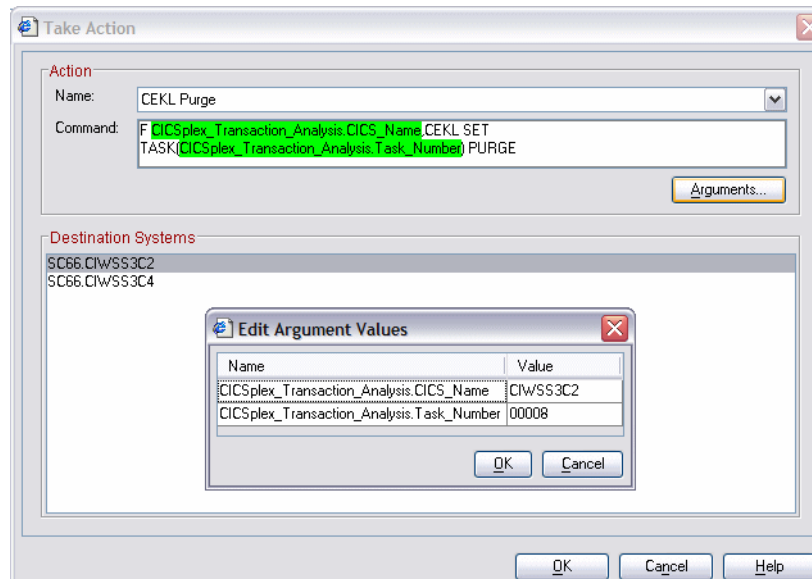 Take Action
Action
Name: CEKL Purge
Command: F CICSplex_Transaction_Analysis.CICS_Name,CEKL SET
TASK(CICSplex_Transaction_Analysis.Task_Number) PURGE
Arguments...
Destination Systems
SC66.CIWSS3C2
SC66.CIWSS3C4
Edit Argument Values
Name Value
CICSplex_Transaction_Analysis.CICS_Name CIWSS3C2
CICSplex_Transaction_Analysis.Task_Number 00008
OK Cancel
OK Cancel Help